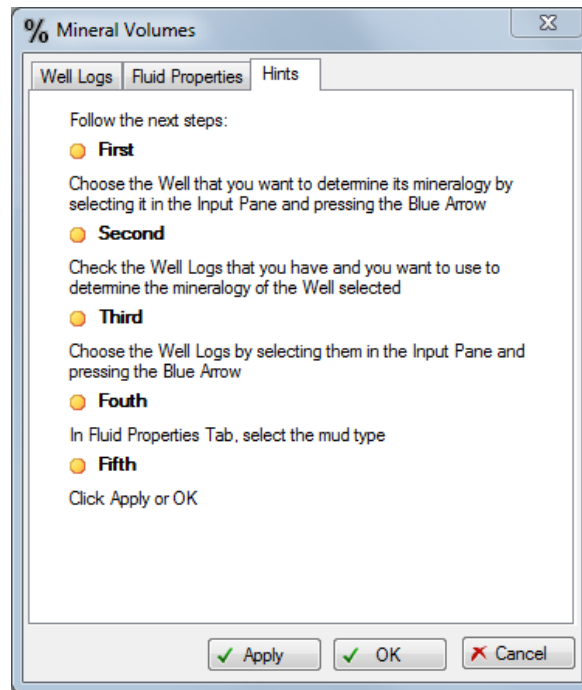 % Mineral Volumes
Well Logs Fluid Properties Hints
Follow the next steps:
First
Choose the Well that you want to determine its mineralogy by
selecting it in the Input Pane and pressing the Blue Arrow
Second
Check the Well Logs that you have and you want to use to
determine the mineralogy of the Well selected
Third
Choose the Well Logs by selecting them in the Input Pane and
pressing the Blue Arrow
Fouth
In Fluid Properties Tab, select the mud type
Fifth
Click Apply or OK
Apply OK Cancel